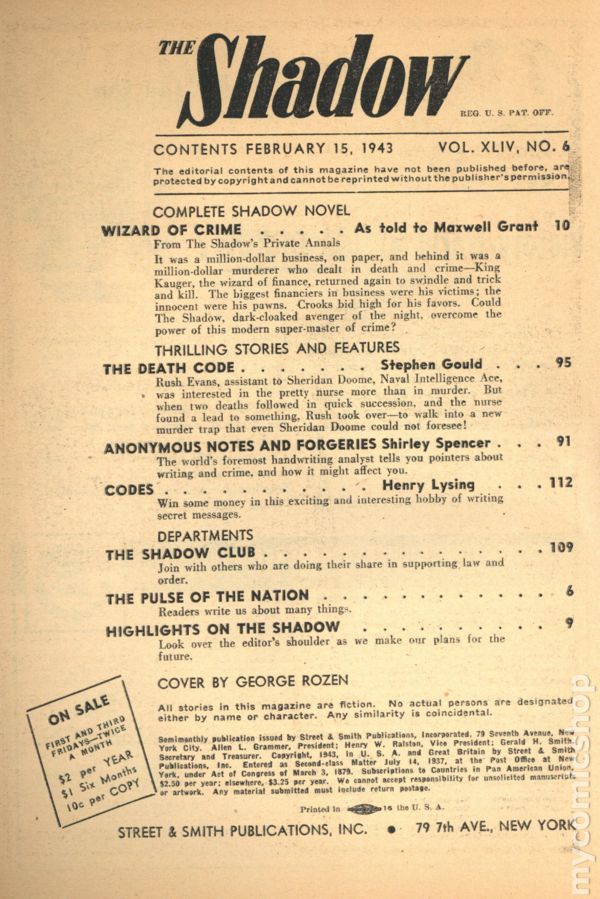 THE Shadow
REG. U. S. PAT. OFF.
CONTENTS FEBRUARY 15, 1943 VOL. XLIV, NO. 6
The editorial contents of this magazine have not been published before, are
protected by copyright and cannot be reprinted without the publisher's permission.
COMPLETE SHADOW NOVEL
WIZARD OF CRIME . . . . . As told to Maxwell Grant 10
From The Shadow's Private Annals
It was a million-dollar business, on paper, and behind it was a
million-dollar murderer who dealt in death and crime—King
Kauger, the wizard of finance, returned again to swindle and trick
and kill. The biggest financiers in business were his victims; the
innocent were his pawns. Crooks bid high for his favors. Could
The Shadow, dark-cloaked avenger of the night, overcome the
power of this modern super-master of crime?
THRILLING STORIES AND FEATURES
THE DEATH CODE . . . . . . . Stephen Gould . . . 95
Rush Evans, assistant to Sheridan Doome, Naval Intelligence Ace,
was interested in the pretty nurse more than in murder. But
when two deaths followed in quick succession, and the nurse
found a lead to something, Rush took over—to walk into a new
murder trap that even Sheridan Doome could not foresee!
ANONYMOUS NOTES AND FORGERIES Shirley Spencer . . . 91
The world's foremost handwriting analyst tells you pointers about
writing and crime, and how it might affect you.
CODES . . . . . . . . . . . Henry Lysing . . . 112
Win some money in this exciting and interesting hobby of writing
secret messages.
DEPARTMENTS
THE SHADOW CLUB . . . . . . . . . . . . . . . . 109
Join with others who are doing their share in supporting law and
order.
THE PULSE OF THE NATION . . . . . . . . . . . . . 6
Readers write us about many things.
HIGHLIGHTS ON THE SHADOW . . . . . . . . . . . 9
Look over the editor's shoulder as we make our plans for the
future.
COVER BY GEORGE ROZEN
All stories in this magazine are fiction. No actual persons are designated
either by name or character. Any similarity is coincidental.
ON SALE
FIRST AND THIRD
FRIDAYS—TWICE
A MONTH
$2 per YEAR
$1 Six Months
10c per COPY
Semimonthly publication issued by Street & Smith Publications, Incorporated, 79 Seventh Avenue, New
York City. Allen L. Grammer, President; Henry W. Ralston, Vice President; Gerald H. Smith,
Secretary and Treasurer. Copyright, 1943, in U. S. A. and Great Britain by Street & Smith
Publications, Inc. Entered as Second-class Matter July 14, 1937, at the Post Office at New
York, under Act of Congress of March 3, 1879. Subscriptions to Countries in Pan American Union,
$2.50 per year; elsewhere, $3.25 per year. We cannot accept responsibility for unsolicited manuscripts
or artwork. Any material submitted must include return postage.
Printed in 16 the U. S. A.
STREET & SMITH PUBLICATIONS, INC. • 79 7th AVE., NEW YORK
mycomicshop